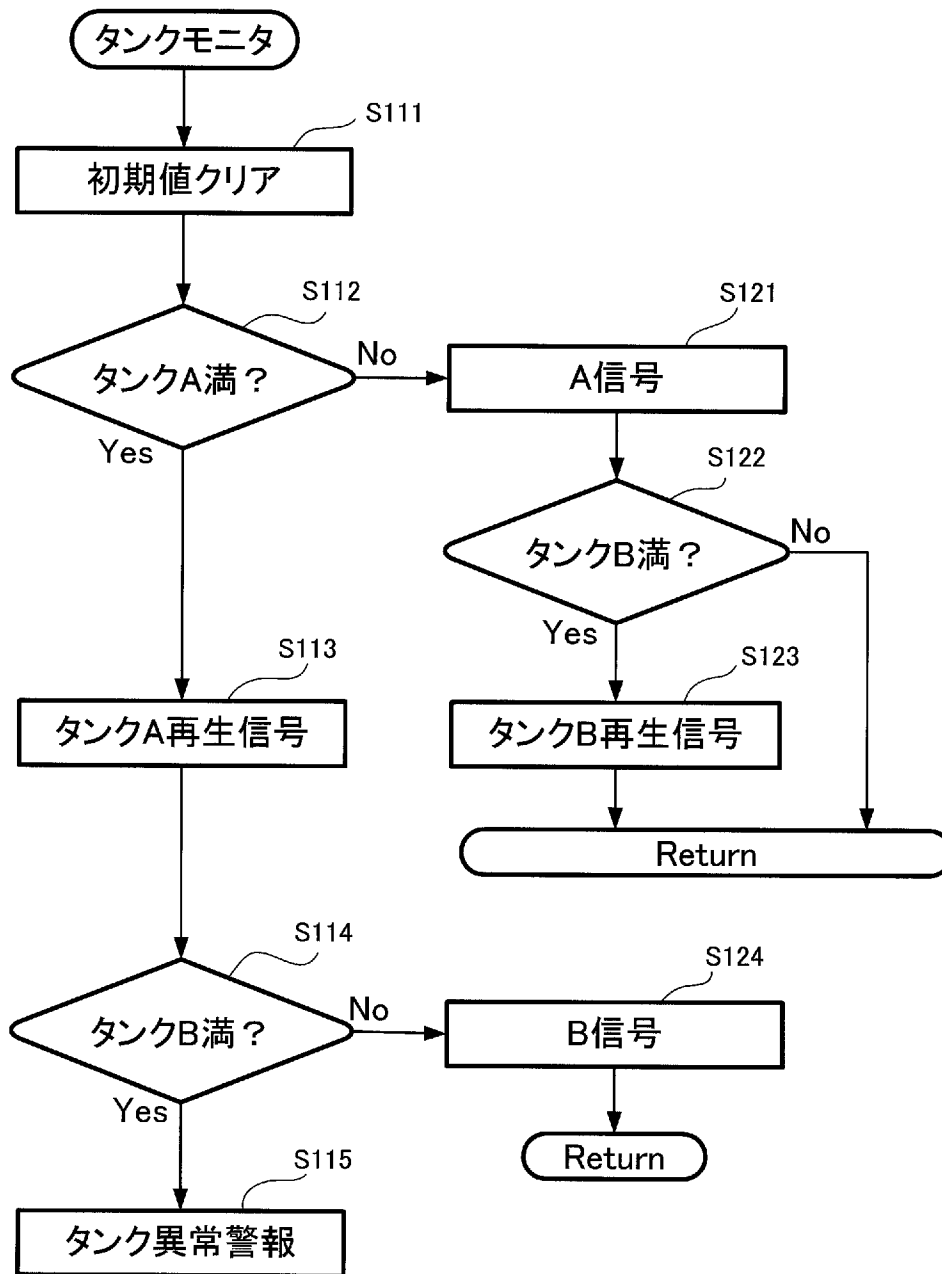 タンクモニタ
S111
初期値クリア
S112
タンクA満？
No
Yes
S121
A信号
S122
タンクB満？
No
Yes
S113
タンクA再生信号
S123
タンクB再生信号
Return
S114
タンクB満？
No
Yes
S124
B信号
Return
S115
タンク異常警報